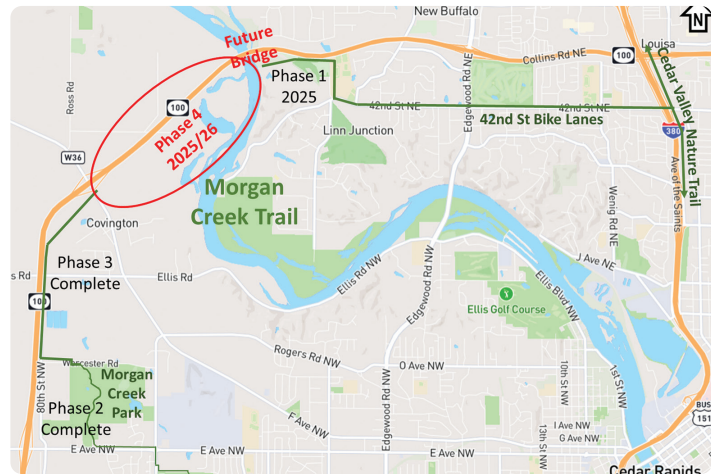 New Buffalo
N
Future
Bridge
Louisa
Collins Rd NE
100
Phase 1
2025
Ross Rd
100
Edgewood Rd NE
42nd St NE
42nd St NE
42nd St Bike Lanes
Cedar Valley Nature Trail
380
Phase 4
2025/26
Linn Junction
W36
Ave of the Saints
Morgan
Creek Trail
Wenig Rd NE
Covington
J Ave NE
Phase 3
Complete
s Rd
Ellis Rd
Ellis Rd NW
Edgewood Rd NW
Ellis Blvd NW
100
Ellis Golf Course
Rogers Rd NW
80th St NW
Worcester Rd
O Ave NW
10th St NW
1st St NW
Morgan
Creek
Park
Phase 2
Complete
F Ave NW
Edgewood Rd NW
13th St NW
I Ave NW
G Ave NW
BUS
151
E Ave NW
E Ave NW
E Ave NW
Cedar Rapids